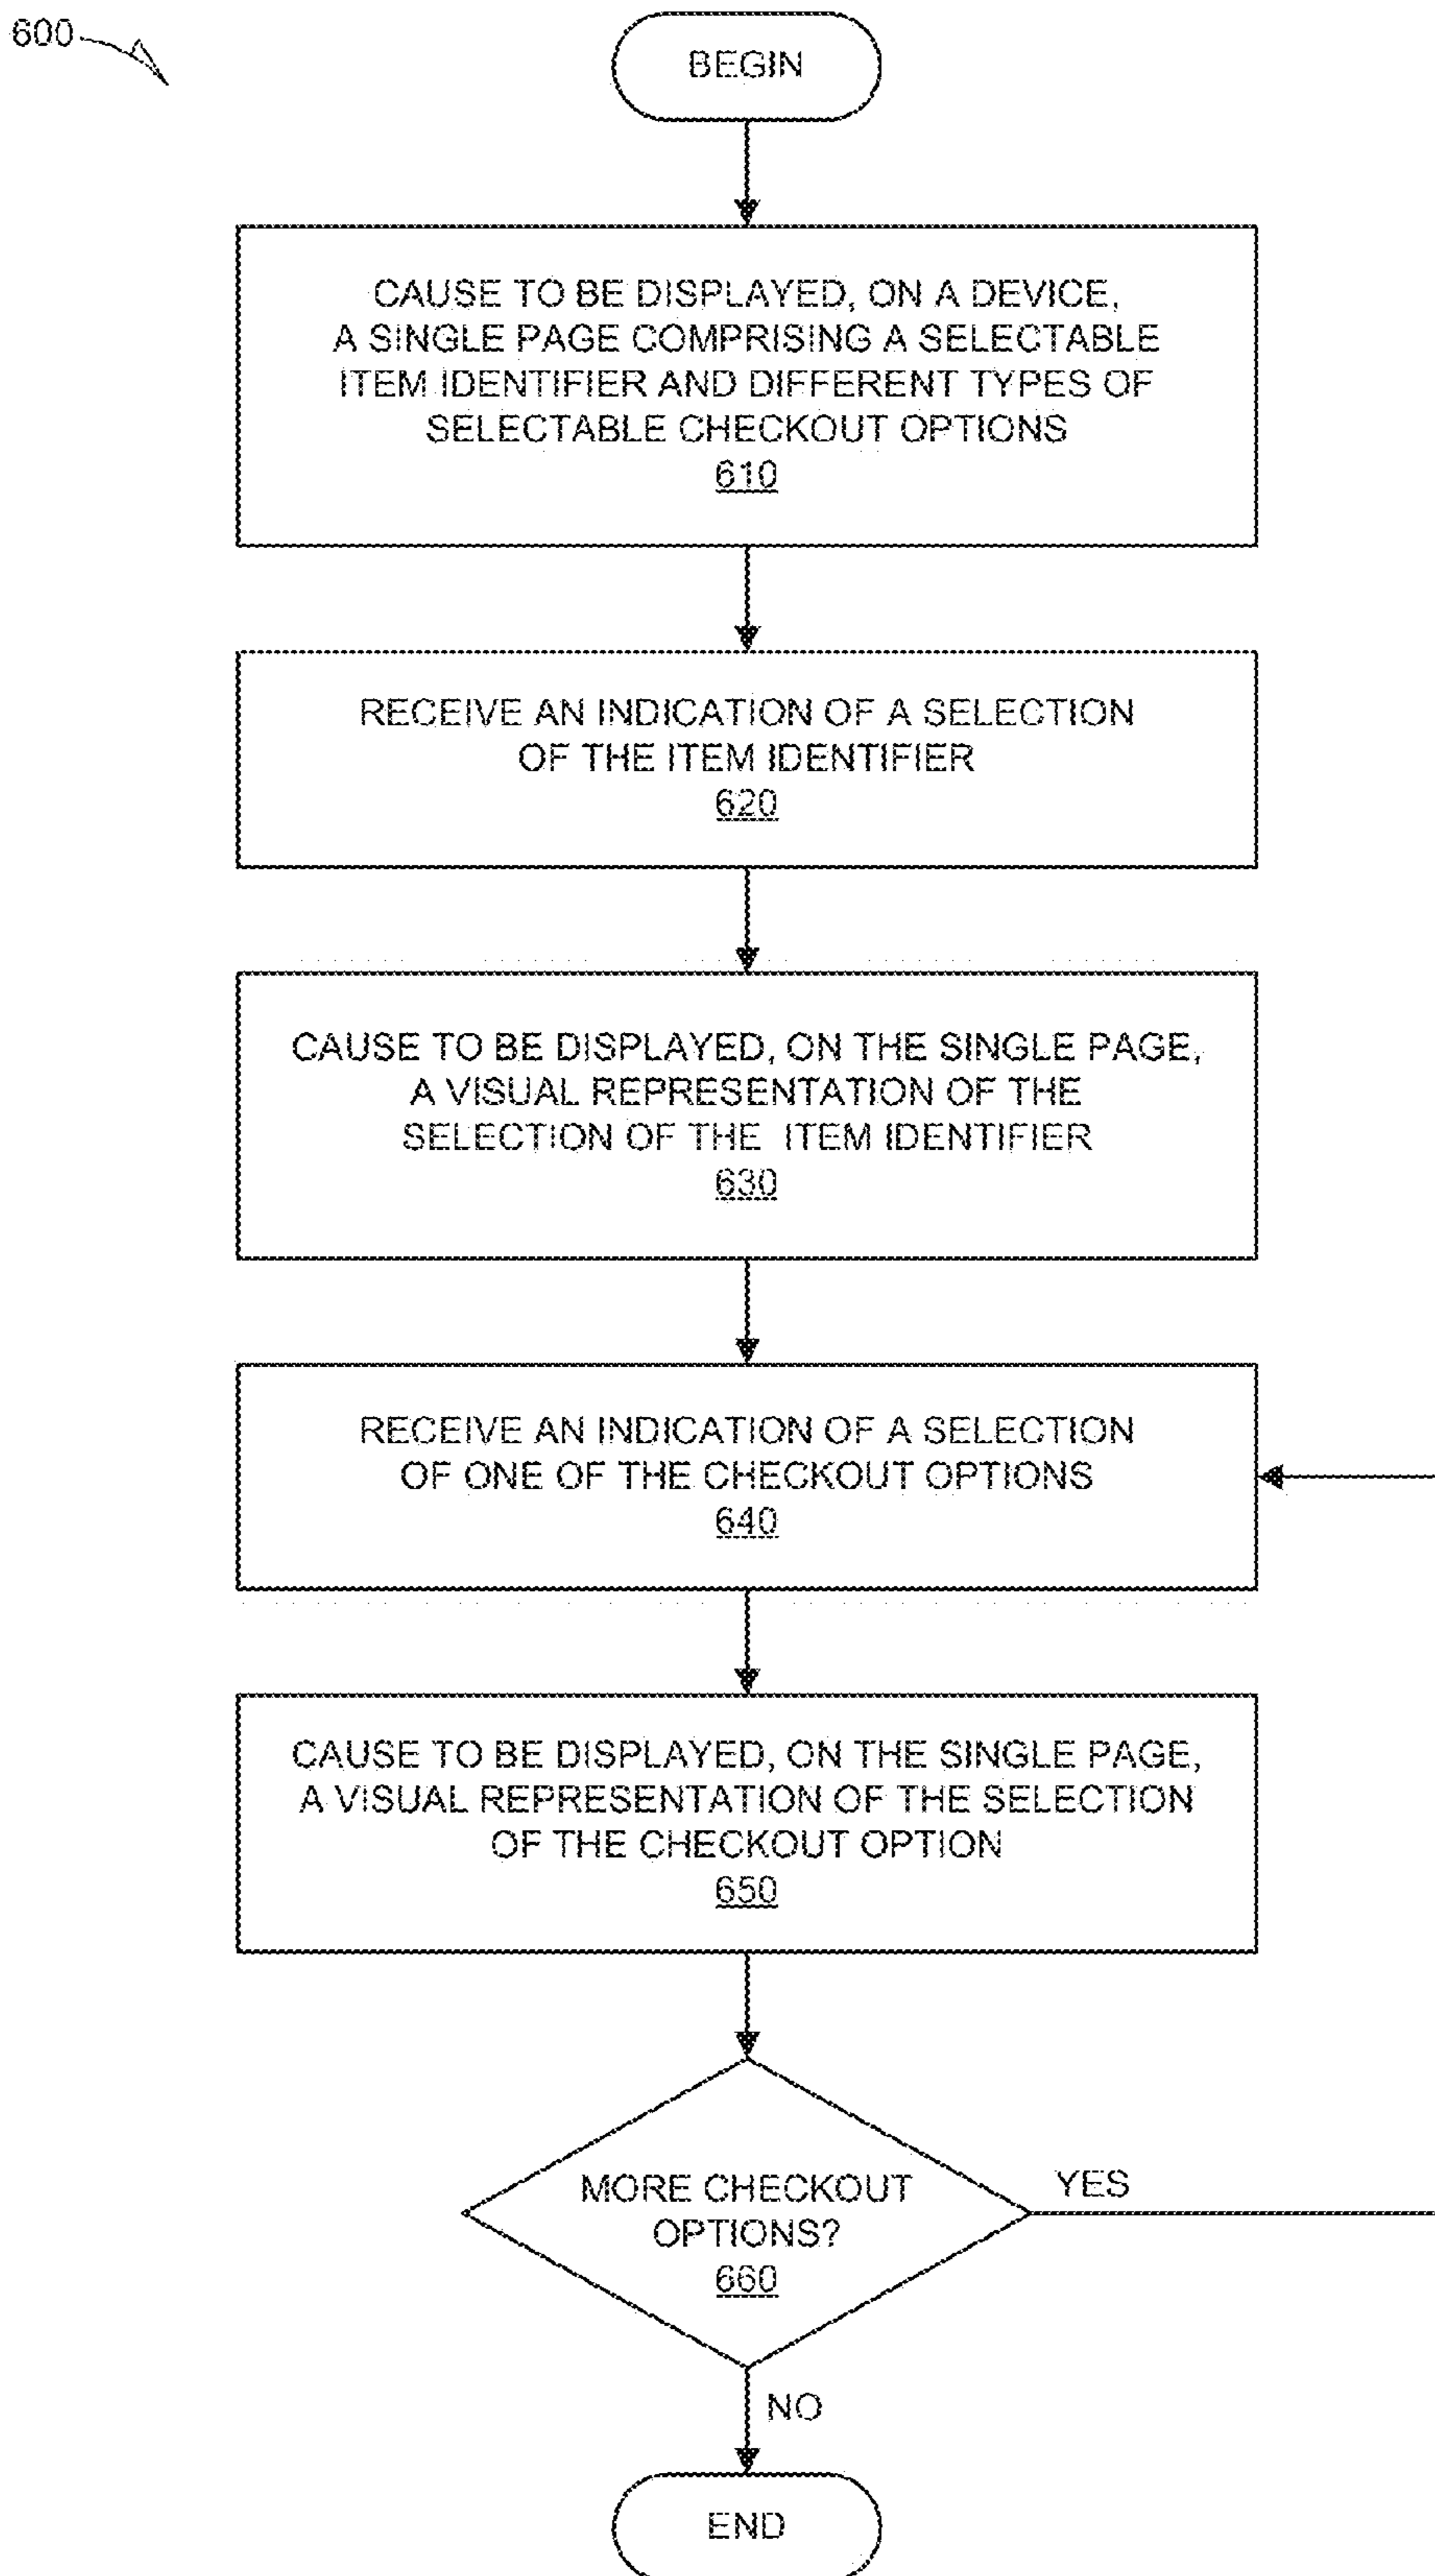 600
BEGIN
CAUSE TO BE DISPLAYED, ON A DEVICE,
A SINGLE PAGE COMPRISING A SELECTABLE
ITEM IDENTIFIER AND DIFFERENT TYPES OF
SELECTABLE CHECKOUT OPTIONS
610
RECEIVE AN INDICATION OF A SELECTION
OF THE ITEM IDENTIFIER
620
CAUSE TO BE DISPLAYED, ON THE SINGLE PAGE,
A VISUAL REPRESENTATION OF THE
SELECTION OF THE ITEM IDENTIFIER
630
RECEIVE AN INDICATION OF A SELECTION
OF ONE OF THE CHECKOUT OPTIONS
640
CAUSE TO BE DISPLAYED, ON THE SINGLE PAGE,
A VISUAL REPRESENTATION OF THE SELECTION
OF THE CHECKOUT OPTION
650
MORE CHECKOUT
OPTIONS?
660
YES
NO
END